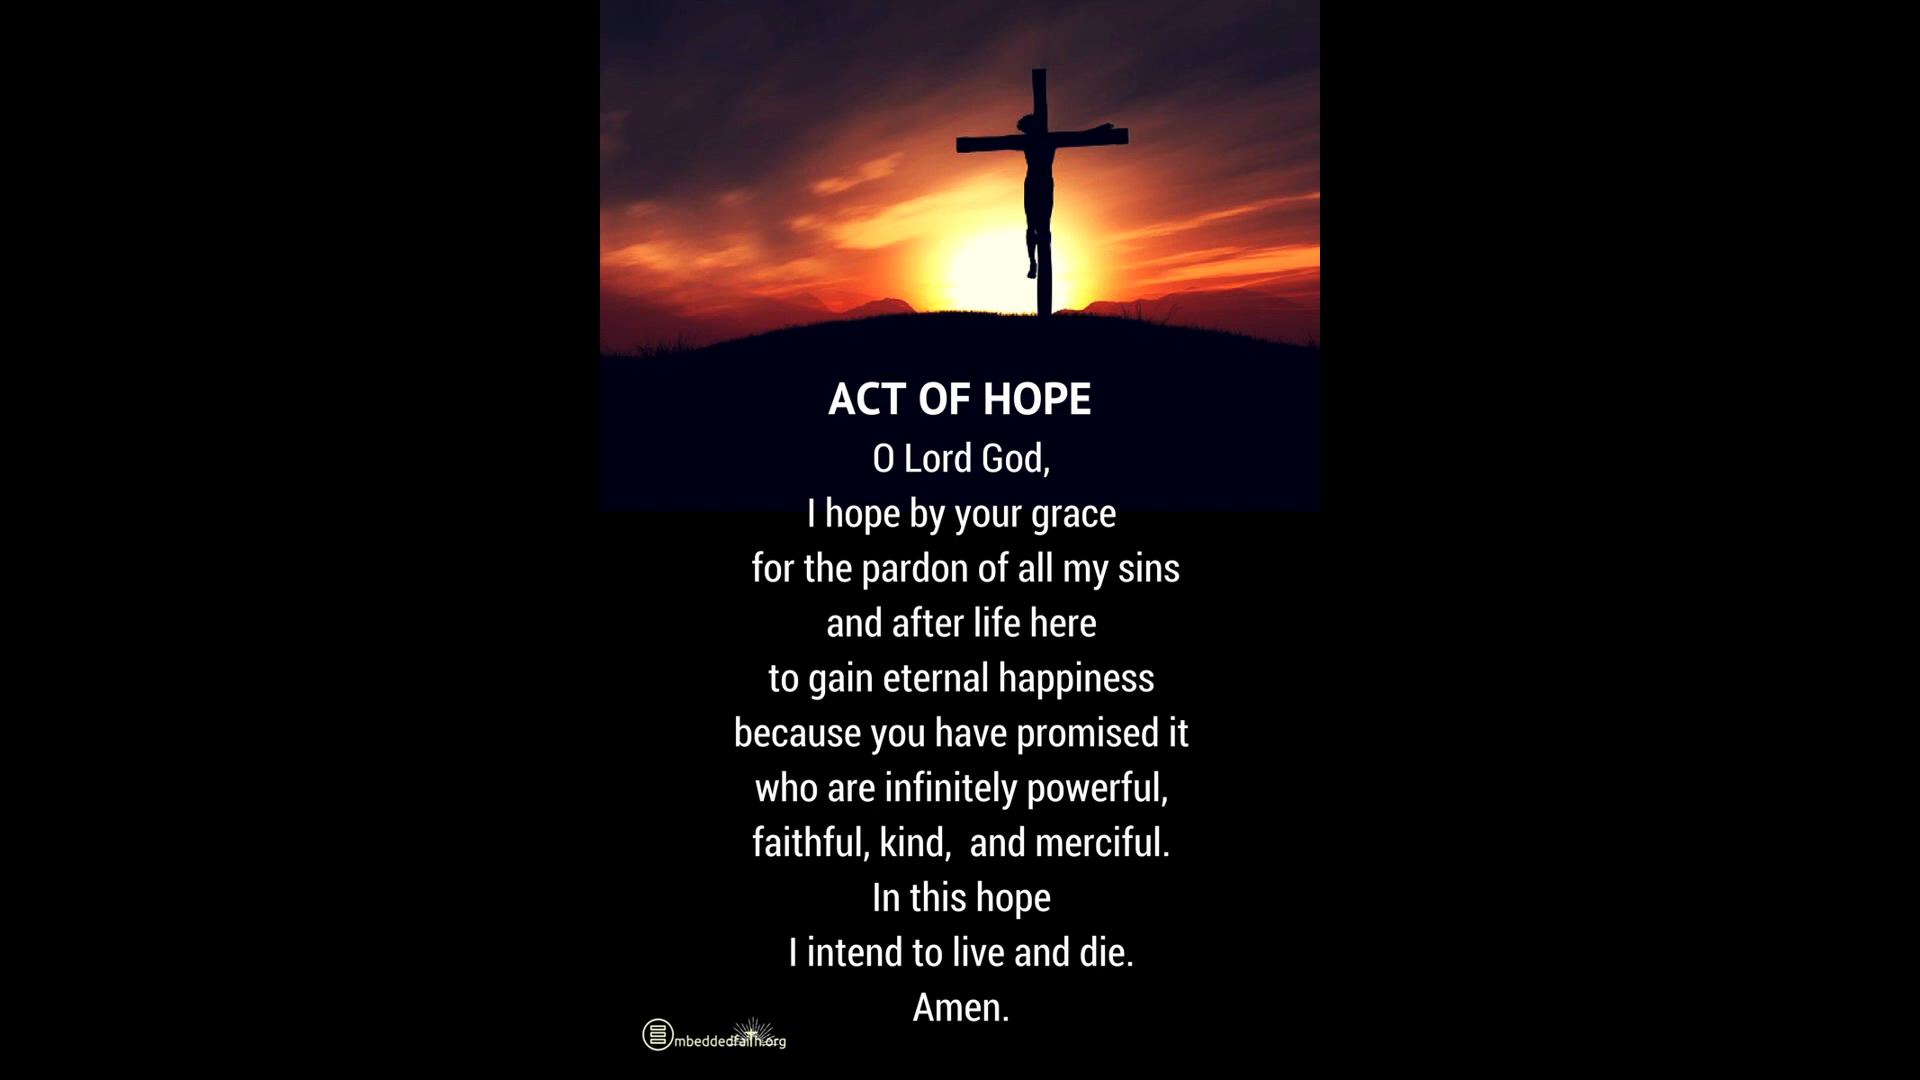 ACT OF HOPE
O Lord God,
I hope by your grace
for the pardon of all my sins
and after life here
to gain eternal happiness
because you have promised it
who are infinitely powerful,
faithful, kind,  and merciful.
In this hope
I intend to live and die.
Amen.
Embeddedfaith.org